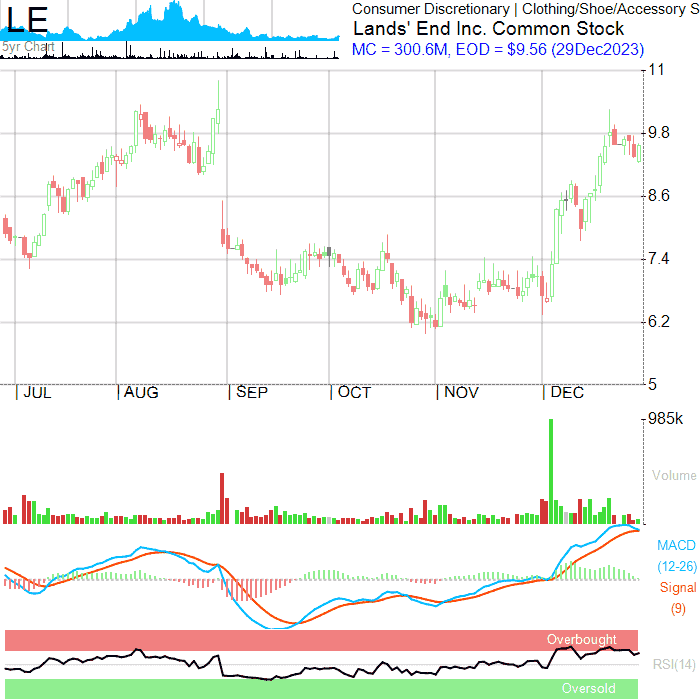 LE
Consumer Discretionary | Clothing/Shoe/Accessory S
Lands' End Inc. Common Stock
5yr Chart
MC = 300.6M, EOD = $9.56 (29Dec2023)
11
9.8
8.6
7.4
6.2
5
| JUL | AUG | SEP | OCT | NOV | DEC
985k
Volume
MACD
(12-26)
Signal
(9)
Overbought
RSI(14)
Oversold